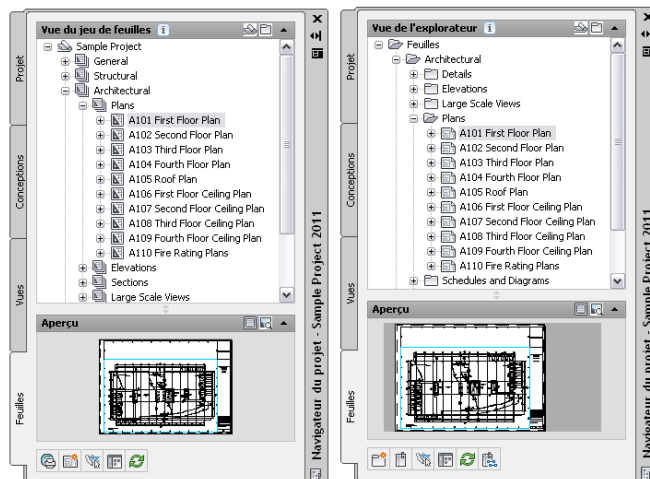 Vue du jeu de feuilles
Sample Project
General
Structural
Architectural
Plans
A101 First Floor Plan
A102 Second Floor Plan
A103 Third Floor Plan
A104 Fourth Floor Plan
A105 Roof Plan
A106 First Floor Ceiling Plan
A107 Second Floor Ceiling Plan
A108 Third Floor Ceiling Plan
A109 Fourth Floor Ceiling Plan
A110 Fire Rating Plans
Elevations
Sections
Large Scale Views
Aperçu
Projet
Conceptions
Vues
Feuilles
Navigateur du projet - Sample Project 2011
Vue de l'explorateur
Feuilles
Architectural
Details
Elevations
Large Scale Views
Plans
A101 First Floor Plan
A102 Second Floor Plan
A103 Third Floor Plan
A104 Fourth Floor Plan
A105 Roof Plan
A106 First Floor Ceiling Plan
A107 Second Floor Ceiling Plan
A108 Third Floor Ceiling Plan
A109 Fourth Floor Ceiling Plan
A110 Fire Rating Plans
Schedules and Diagrams
Aperçu
Projet
Conceptions
Vues
Feuilles
Navigateur du projet - Sample Project 2011